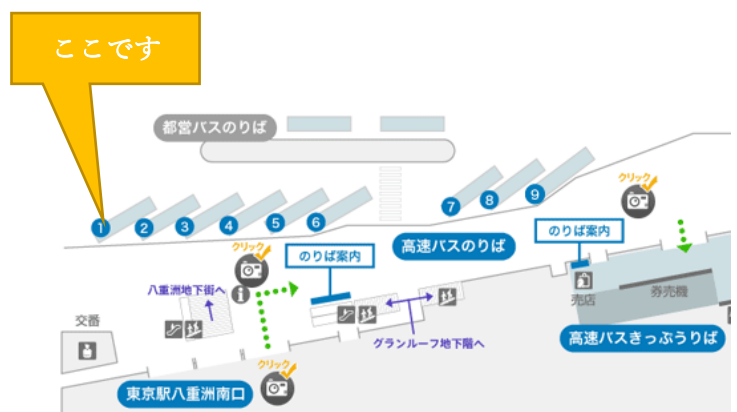 ここです
都営バスのりば
1
2
3
4
5
6
7
8
9
クリック
クリック
のりば案内
高速バスのりば
のりば案内
八重洲地下街へ
i
売店
券売機
交番
グランルーフ地下階へ
高速バスきっぷうりば
クリック
東京駅八重洲南口